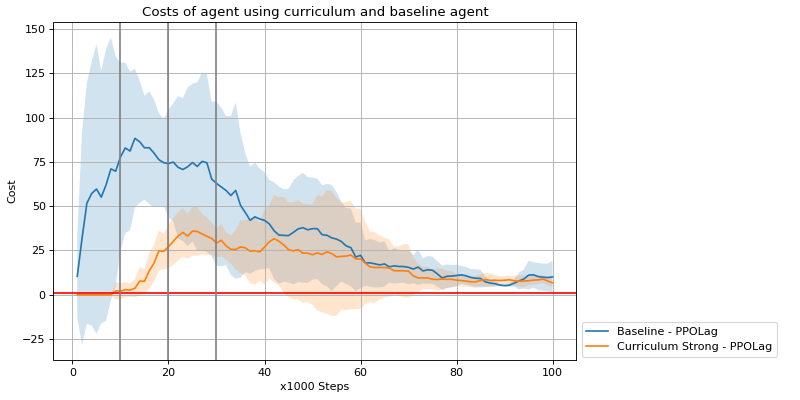 Costs of agent using curriculum and baseline agent
150
125
100
75
50
25
0
−25
Cost
0 20 40 60 80 100
x1000 Steps
Baseline - PPOLag
Curriculum Strong - PPOLag